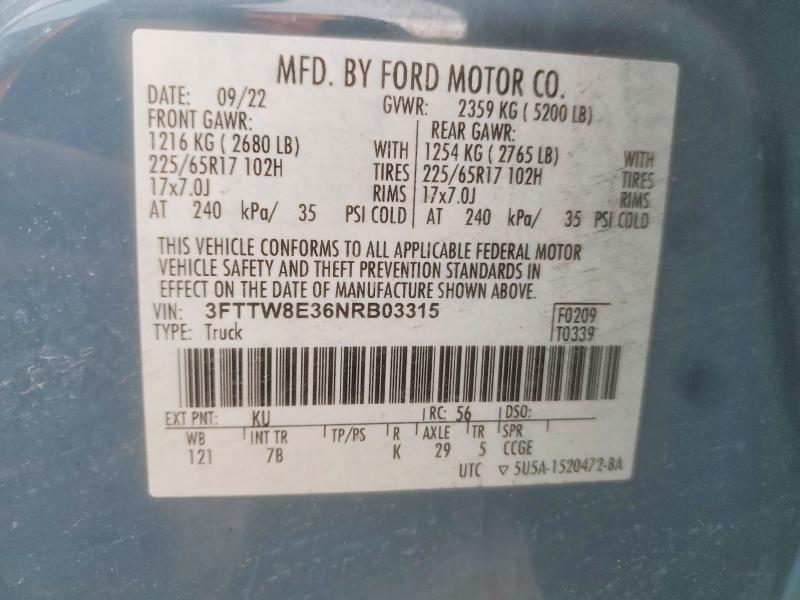 MFD. BY FORD MOTOR CO.
DATE: 09/22 GVWR: 2359 KG ( 5200 LB)
FRONT GAWR: REAR GAWR:
1216 KG ( 2680 LB) WITH 1254 KG ( 2765 LB) WITH
225/65R17 102H TIRES 225/65R17 102H TIRES
17x7.0J RIMS 17x7.0J RIMS
AT 240 kPa/ 35 PSI COLD AT 240 kPa/ 35 PSI COLD
THIS VEHICLE CONFORMS TO ALL APPLICABLE FEDERAL MOTOR
VEHICLE SAFETY AND THEFT PREVENTION STANDARDS IN
EFFECT ON THE DATE OF MANUFACTURE SHOWN ABOVE.
VIN: 3FTTW8E36NRB03315 F0209
TYPE: Truck T0339
EXT PNT: KU RC: 56 DSO:
WB INT TR TP/PS R AXLE TR SPR
121 7B K 29 5 CCGE
UTC ▽ 5U5A-1520472-BA